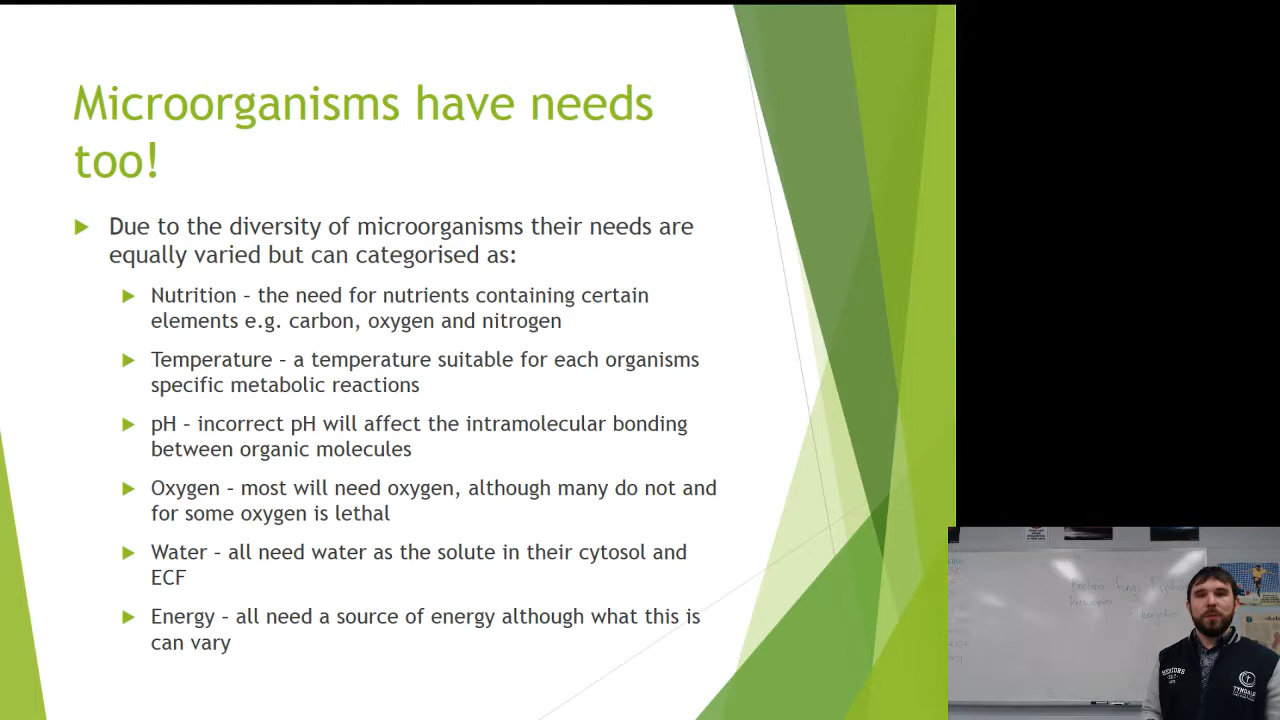 Microorganisms have needs
too!
Due to the diversity of microorganisms their needs are
equally varied but can categorised as:
Nutrition – the need for nutrients containing certain
elements e.g. carbon, oxygen and nitrogen
Temperature – a temperature suitable for each organisms
specific metabolic reactions
pH – incorrect pH will affect the intramolecular bonding
between organic molecules
Oxygen – most will need oxygen, although many do not and
for some oxygen is lethal
Water – all need water as the solute in their cytosol and
ECF
Energy – all need a source of energy although what this is
can vary
Fungi
TYNDALE